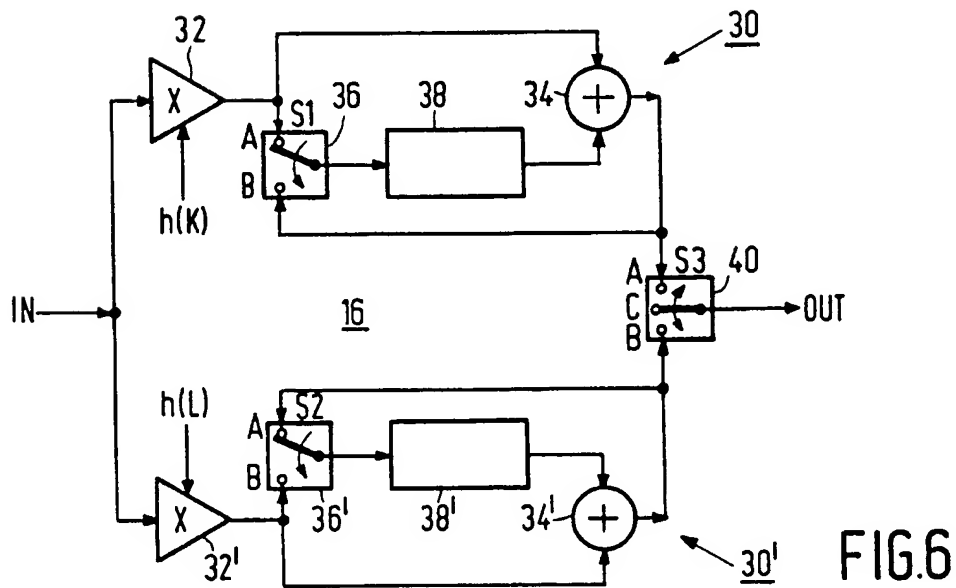 32
30
X
S1
36
38
34
+
A
B
h(K)
A
S3
40
IN
16
C
OUT
B
h(L)
S2
A
B
X
36'
38'
34'
+
32'
30'
FIG.6